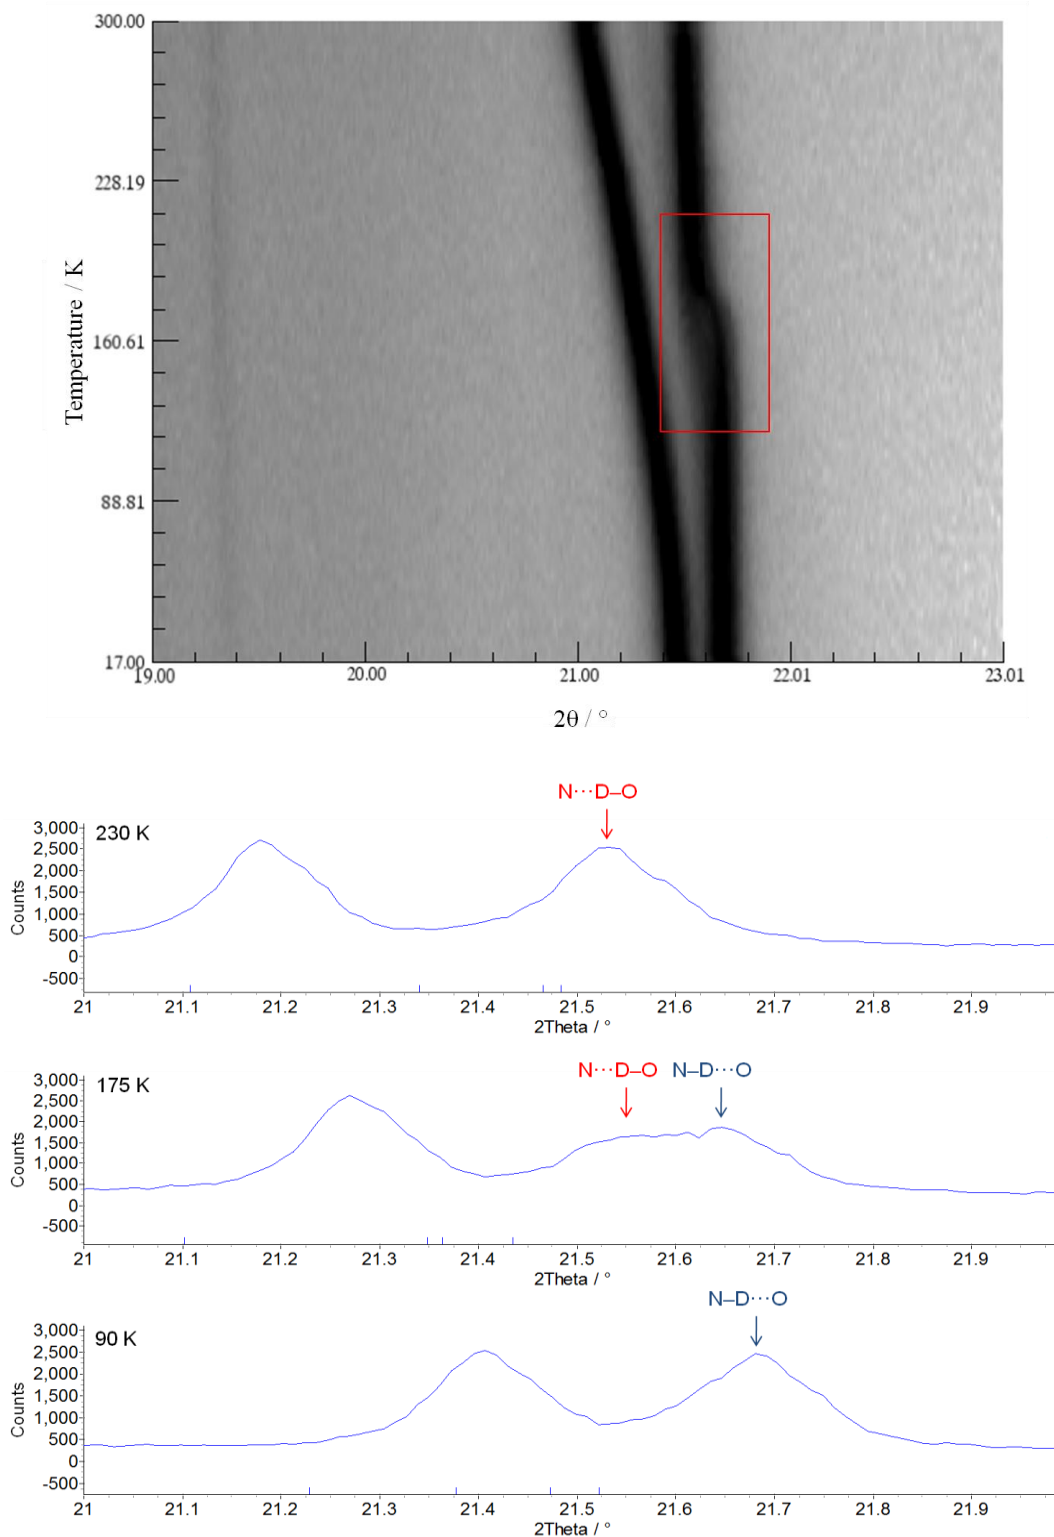 300.00
228.19
160.61
88.81
17.00
Temperature / K
19.00 20.00 21.00 22.01 23.01
2θ / °
N···D–O
230 K
3,000
2,500
2,000
1,500
1,000
500
0
-500
Counts
21 21.1 21.2 21.3 21.4 21.5 21.6 21.7 21.8 21.9
2Theta / °
N···D–O N–D···O
175 K
3,000
2,500
2,000
1,500
1,000
500
0
-500
Counts
21 21.1 21.2 21.3 21.4 21.5 21.6 21.7 21.8 21.9
2Theta / °
N–D···O
90 K
3,000
2,500
2,000
1,500
1,000
500
0
-500
Counts
21 21.1 21.2 21.3 21.4 21.5 21.6 21.7 21.8 21.9
2Theta / °